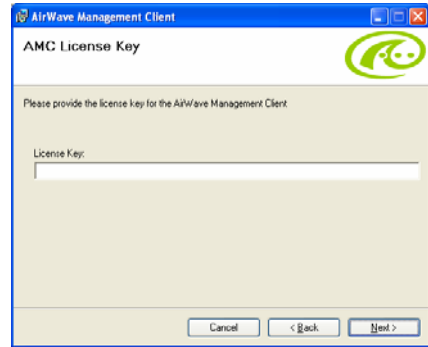 AirWave Management Client
AMC License Key
Please provide the license key for the AirWave Management Client
License Key:
Cancel
< Back
Next >